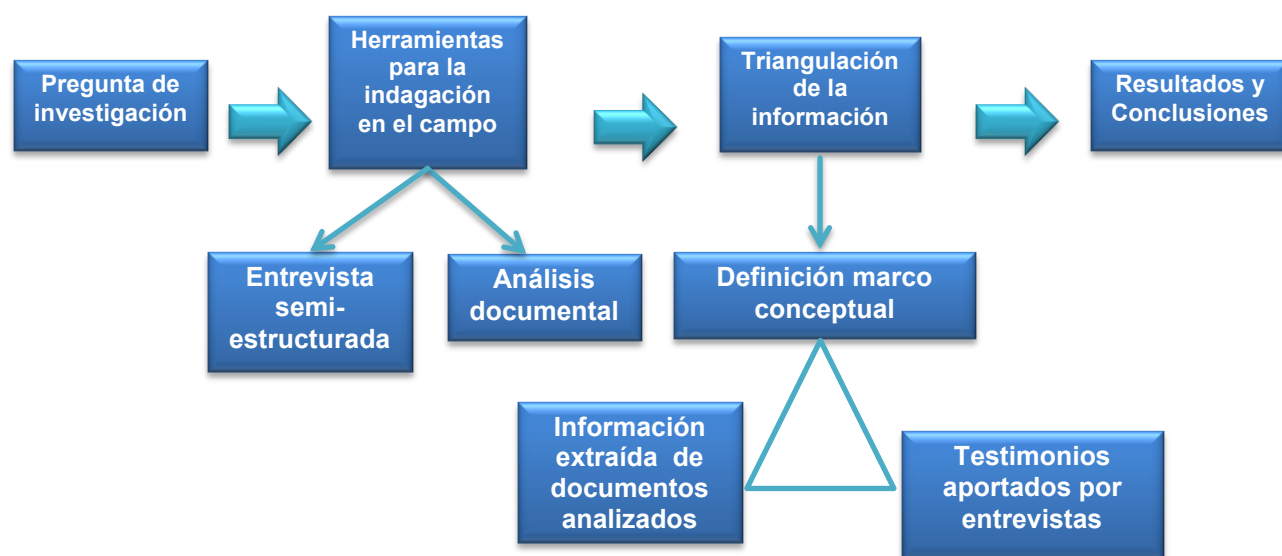 Pregunta de
investigación
Herramientas
para la
indagación
en el campo
Triangulación
de la
información
Resultados y
Conclusiones
Entrevista
semi-
estructurada
Análisis
documental
Definición marco
conceptual
Información
extraída de
documentos
analizados
Testimonios
aportados por
entrevistas